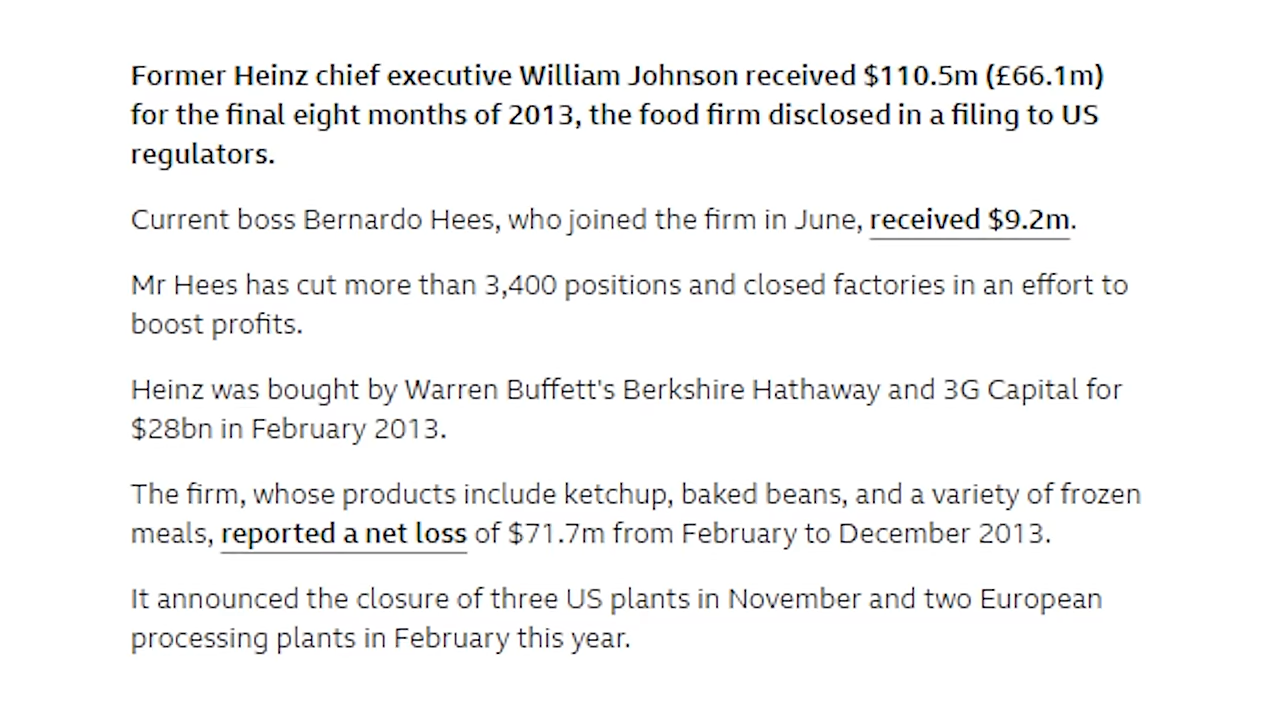 Former Heinz chief executive William Johnson received $110.5m (£66.1m)
for the final eight months of 2013, the food firm disclosed in a filing to US
regulators.
Current boss Bernardo Hees, who joined the firm in June, received $9.2m.
Mr Hees has cut more than 3,400 positions and closed factories in an effort to
boost profits.
Heinz was bought by Warren Buffett's Berkshire Hathaway and 3G Capital for
$28bn in February 2013.
The firm, whose products include ketchup, baked beans, and a variety of frozen
meals, reported a net loss of $71.7m from February to December 2013.
It announced the closure of three US plants in November and two European
processing plants in February this year.